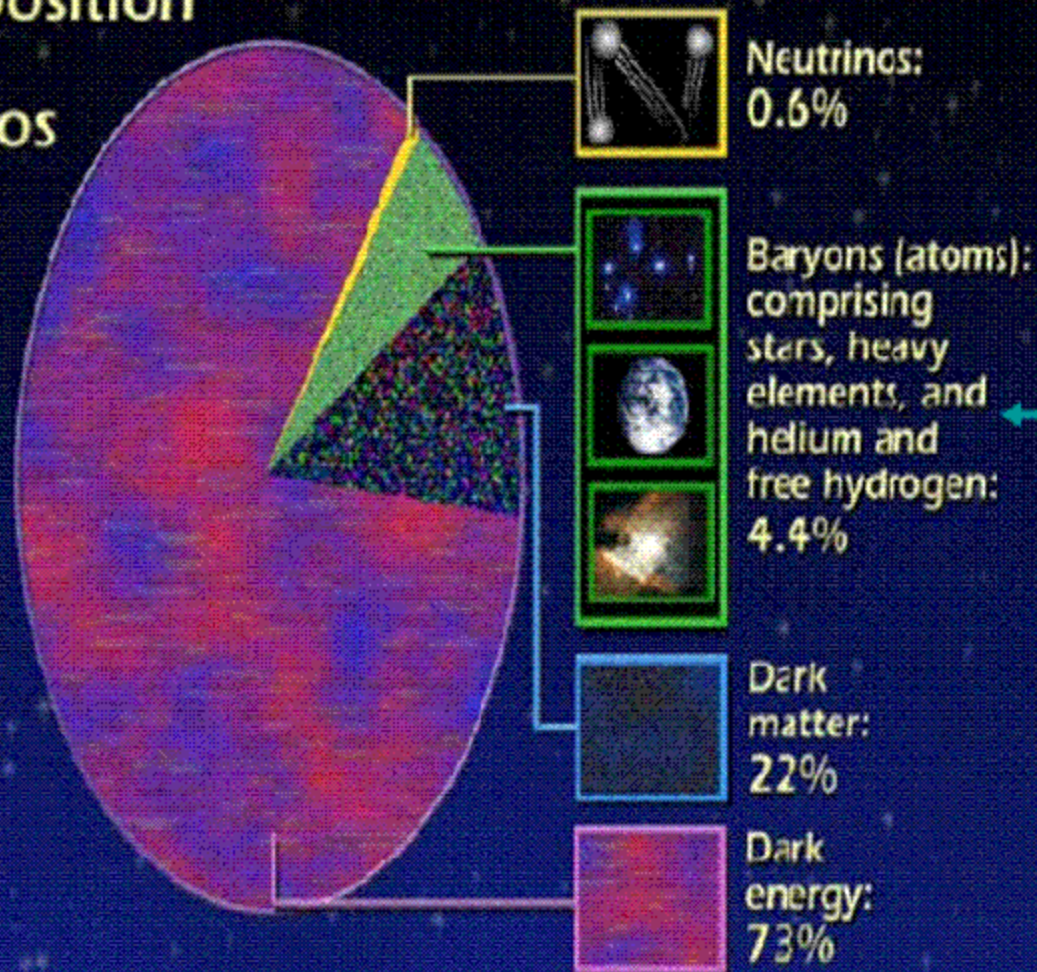 Neutrinos:
0.6%
Baryons (atoms):
comprising
stars, heavy
elements, and
helium and
free hydrogen:
4.4%
Dark
matter:
22%
Dark
energy:
73%